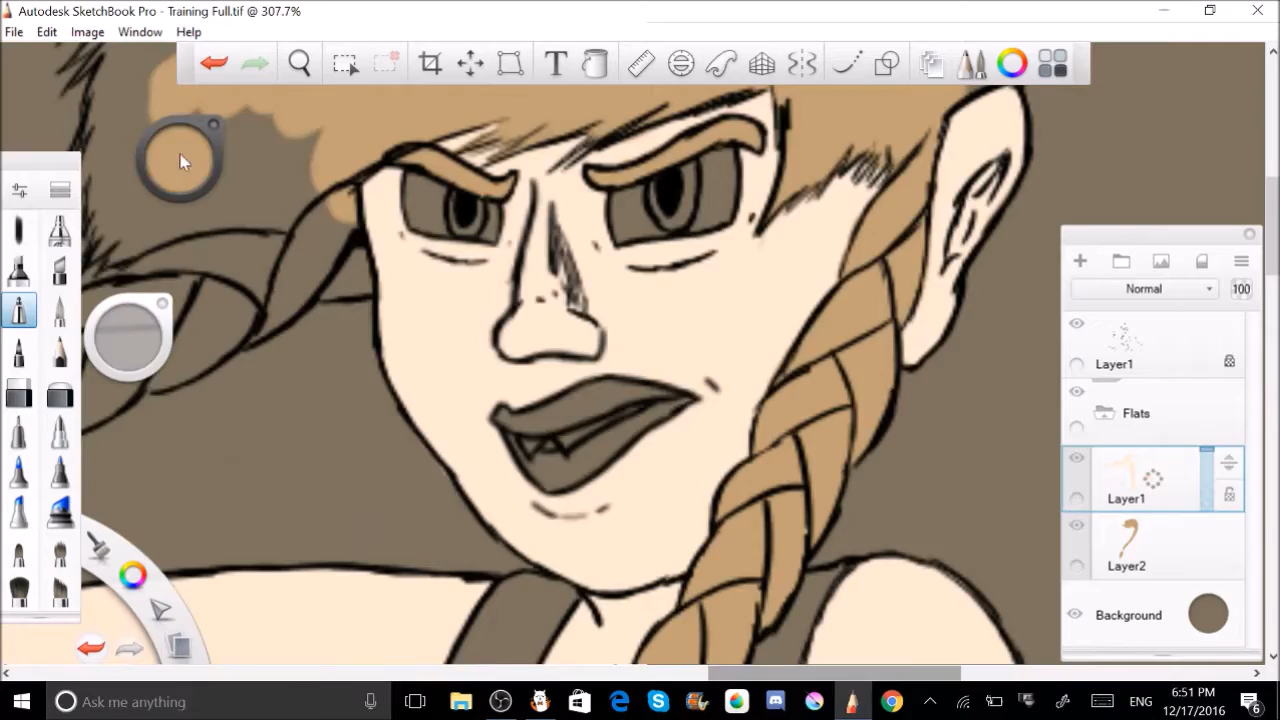 Autodesk SketchBook Pro - Training Full.tif @ 307.7%
File Edit Image Window Help
T
Normal 100
Layer1
Flats
Layer1
Layer2
Background
Ask me anything
ENG
6:51 PM
12/17/2016
6